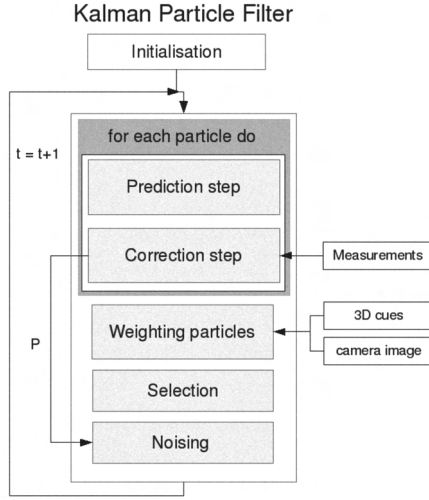 Kalman Particle Filter
Initialisation
for each particle do
t = t+1
Prediction step
Correction step
Measurements
3D cues
Weighting particles
camera image
P
Selection
Noising